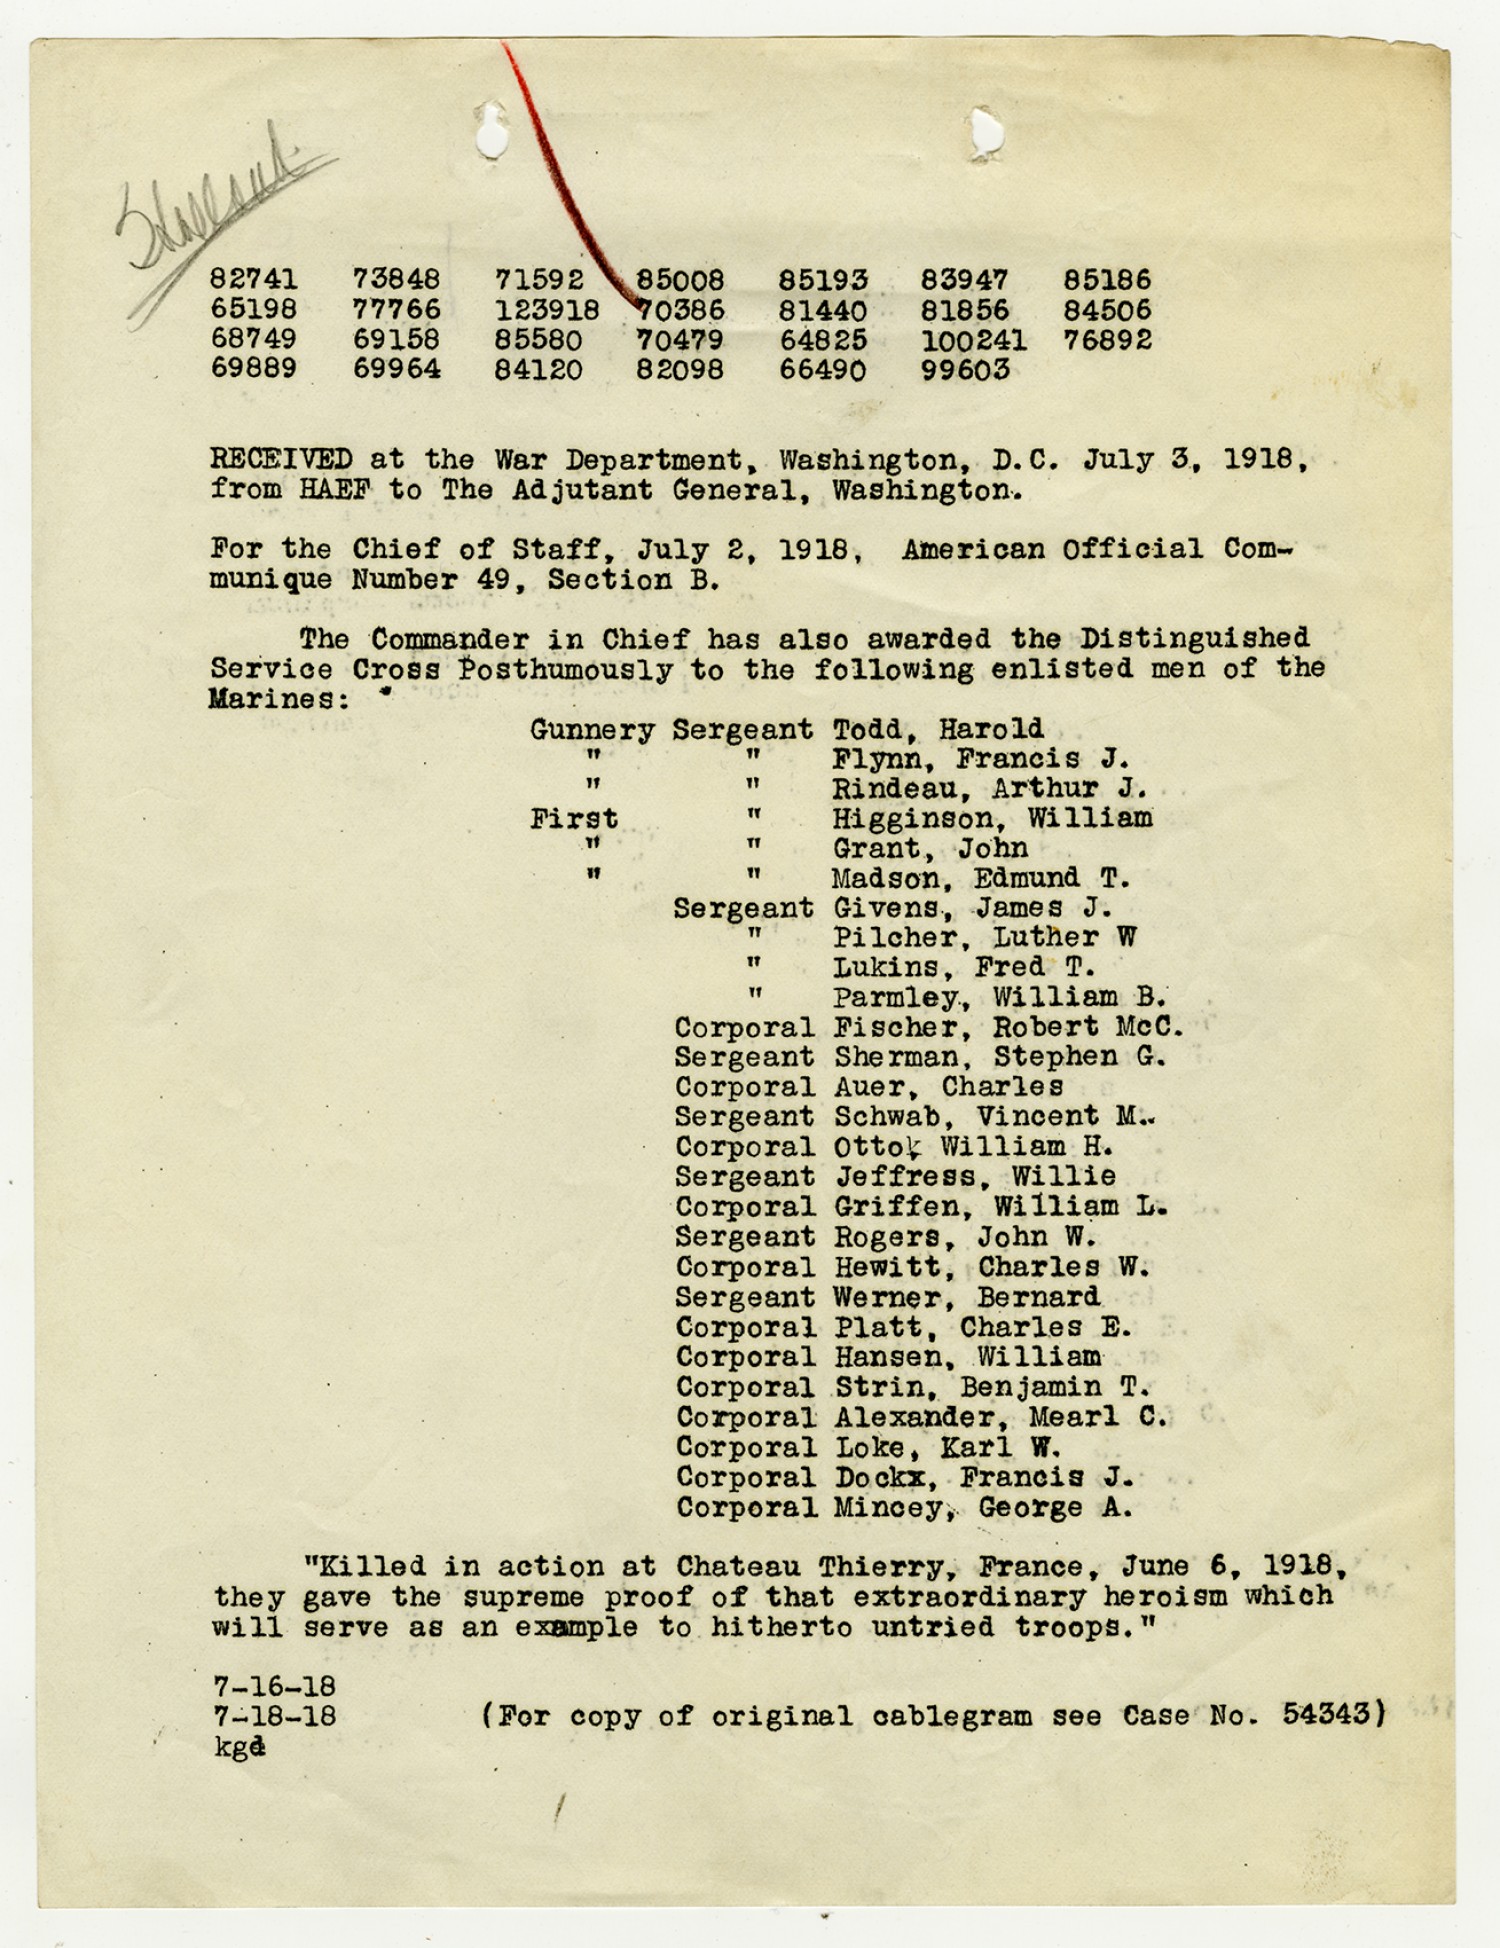 82741 73848 71592 85008 85193 83947 85186
65198 77766 123918 70386 81440 81856 84506
68749 69158 85580 70479 64825 100241 76892
69889 69964 84120 82098 66490 99603
RECEIVED at the War Department, Washington, D.C. July 3, 1918,
from HAEF to The Adjutant General, Washington.
For the Chief of Staff, July 2, 1918, American Official Com-
munique Number 49, Section B.
The Commander in Chief has also awarded the Distinguished
Service Cross Posthumously to the following enlisted men of the
Marines:
Gunnery Sergeant Todd, Harold
" " Flynn, Francis J.
" " Rindeau, Arthur J.
First " Higginson, William
" " Grant, John
" " Madson, Edmund T.
Sergeant Givens, James J.
" Pilcher, Luther W
" Lukins, Fred T.
" Parmley, William B.
Corporal Fischer, Robert McC.
Sergeant Sherman, Stephen G.
Corporal Auer, Charles
Sergeant Schwab, Vincent M..
Corporal Otto, William H.
Sergeant Jeffress, Willie
Corporal Griffen, William L.
Sergeant Rogers, John W.
Corporal Hewitt, Charles W.
Sergeant Werner, Bernard
Corporal Platt, Charles E.
Corporal Hansen, William
Corporal Strin, Benjamin T.
Corporal Alexander, Mearl C.
Corporal Loke, Karl W.
Corporal Dockx, Francis J.
Corporal Mincey, George A.
"Killed in action at Chateau Thierry, France, June 6, 1918,
they gave the supreme proof of that extraordinary heroism which
will serve as an example to hitherto untried troops."
7-16-18
7-18-18 (For copy of original cablegram see Case No. 54343)
kgd